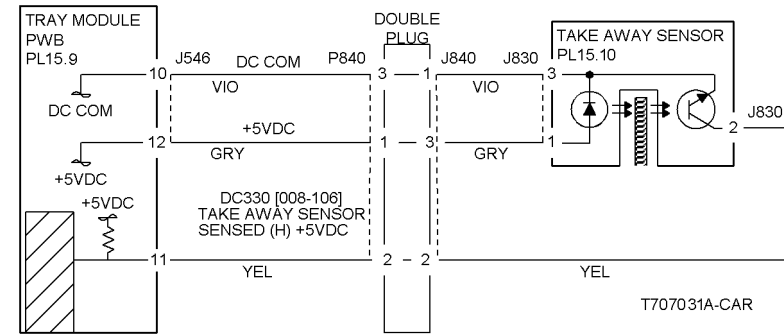 TRAY MODULE
PWB
PL15.9
DOUBLE
PLUG
TAKE AWAY SENSOR
PL15.10
10 J546 DC COM P840 3 1 J840 J830 3
VIO VIO
DC COM
J830
12 +5VDC 1 3 1 2
GRY GRY
+5VDC
+5VDC
DC330 [008-106]
TAKE AWAY SENSOR
SENSED (H) +5VDC
11 2 2
YEL YEL
T707031A-CAR